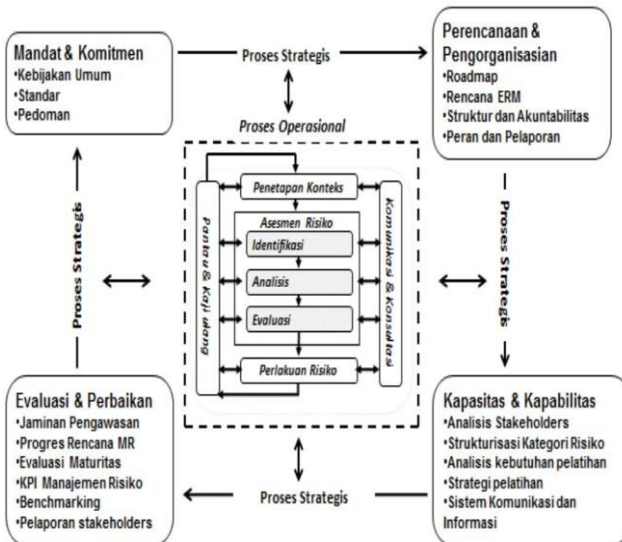 Mandat & Komitmen
•Kebijakan Umum
•Standar
•Pedoman
Proses Strategis
Perencanaan &
Pengorganisasian
•Roadmap
•Rencana ERM
•Struktur dan Akuntabilitas
•Peran dan Pelaporan
Proses Operasional
Penetapan Konteks
Asesmen Risiko
Identifikasi
Analisis
Evaluasi
Perlakuan Risiko
Pantau & Kaji ulang
Komunikasi & Konsultasi
Proses Strategis
Proses Strategis
Evaluasi & Perbaikan
•Jaminan Pengawasan
•Progres Rencana MR
•Evaluasi Maturitas
•KPI Manajemen Risiko
•Benchmarking
•Pelaporan stakeholders
Proses Strategis
Kapasitas & Kapabilitas
•Analisis Stakeholders
•Strukturisasi Kategori Risiko
•Analisis kebutuhan pelatihan
•Strategi pelatihan
•Sistem Komunikasi dan
Informasi